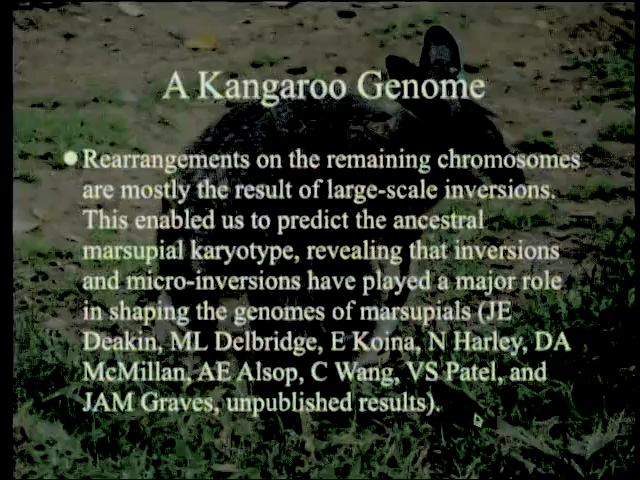 A Kangaroo Genome
Rearrangements on the remaining chromosomes
are mostly the result of large-scale inversions.
This enabled us to predict the ancestral
marsupial karyotype, revealing that inversions
and micro-inversions have played a major role
in shaping the genomes of marsupials (JE
Deakin, ML Delbridge, E Koina, N Harley, DA
McMillan, AE Alsop, C Wang, VS Patel, and
JAM Graves, unpublished results).